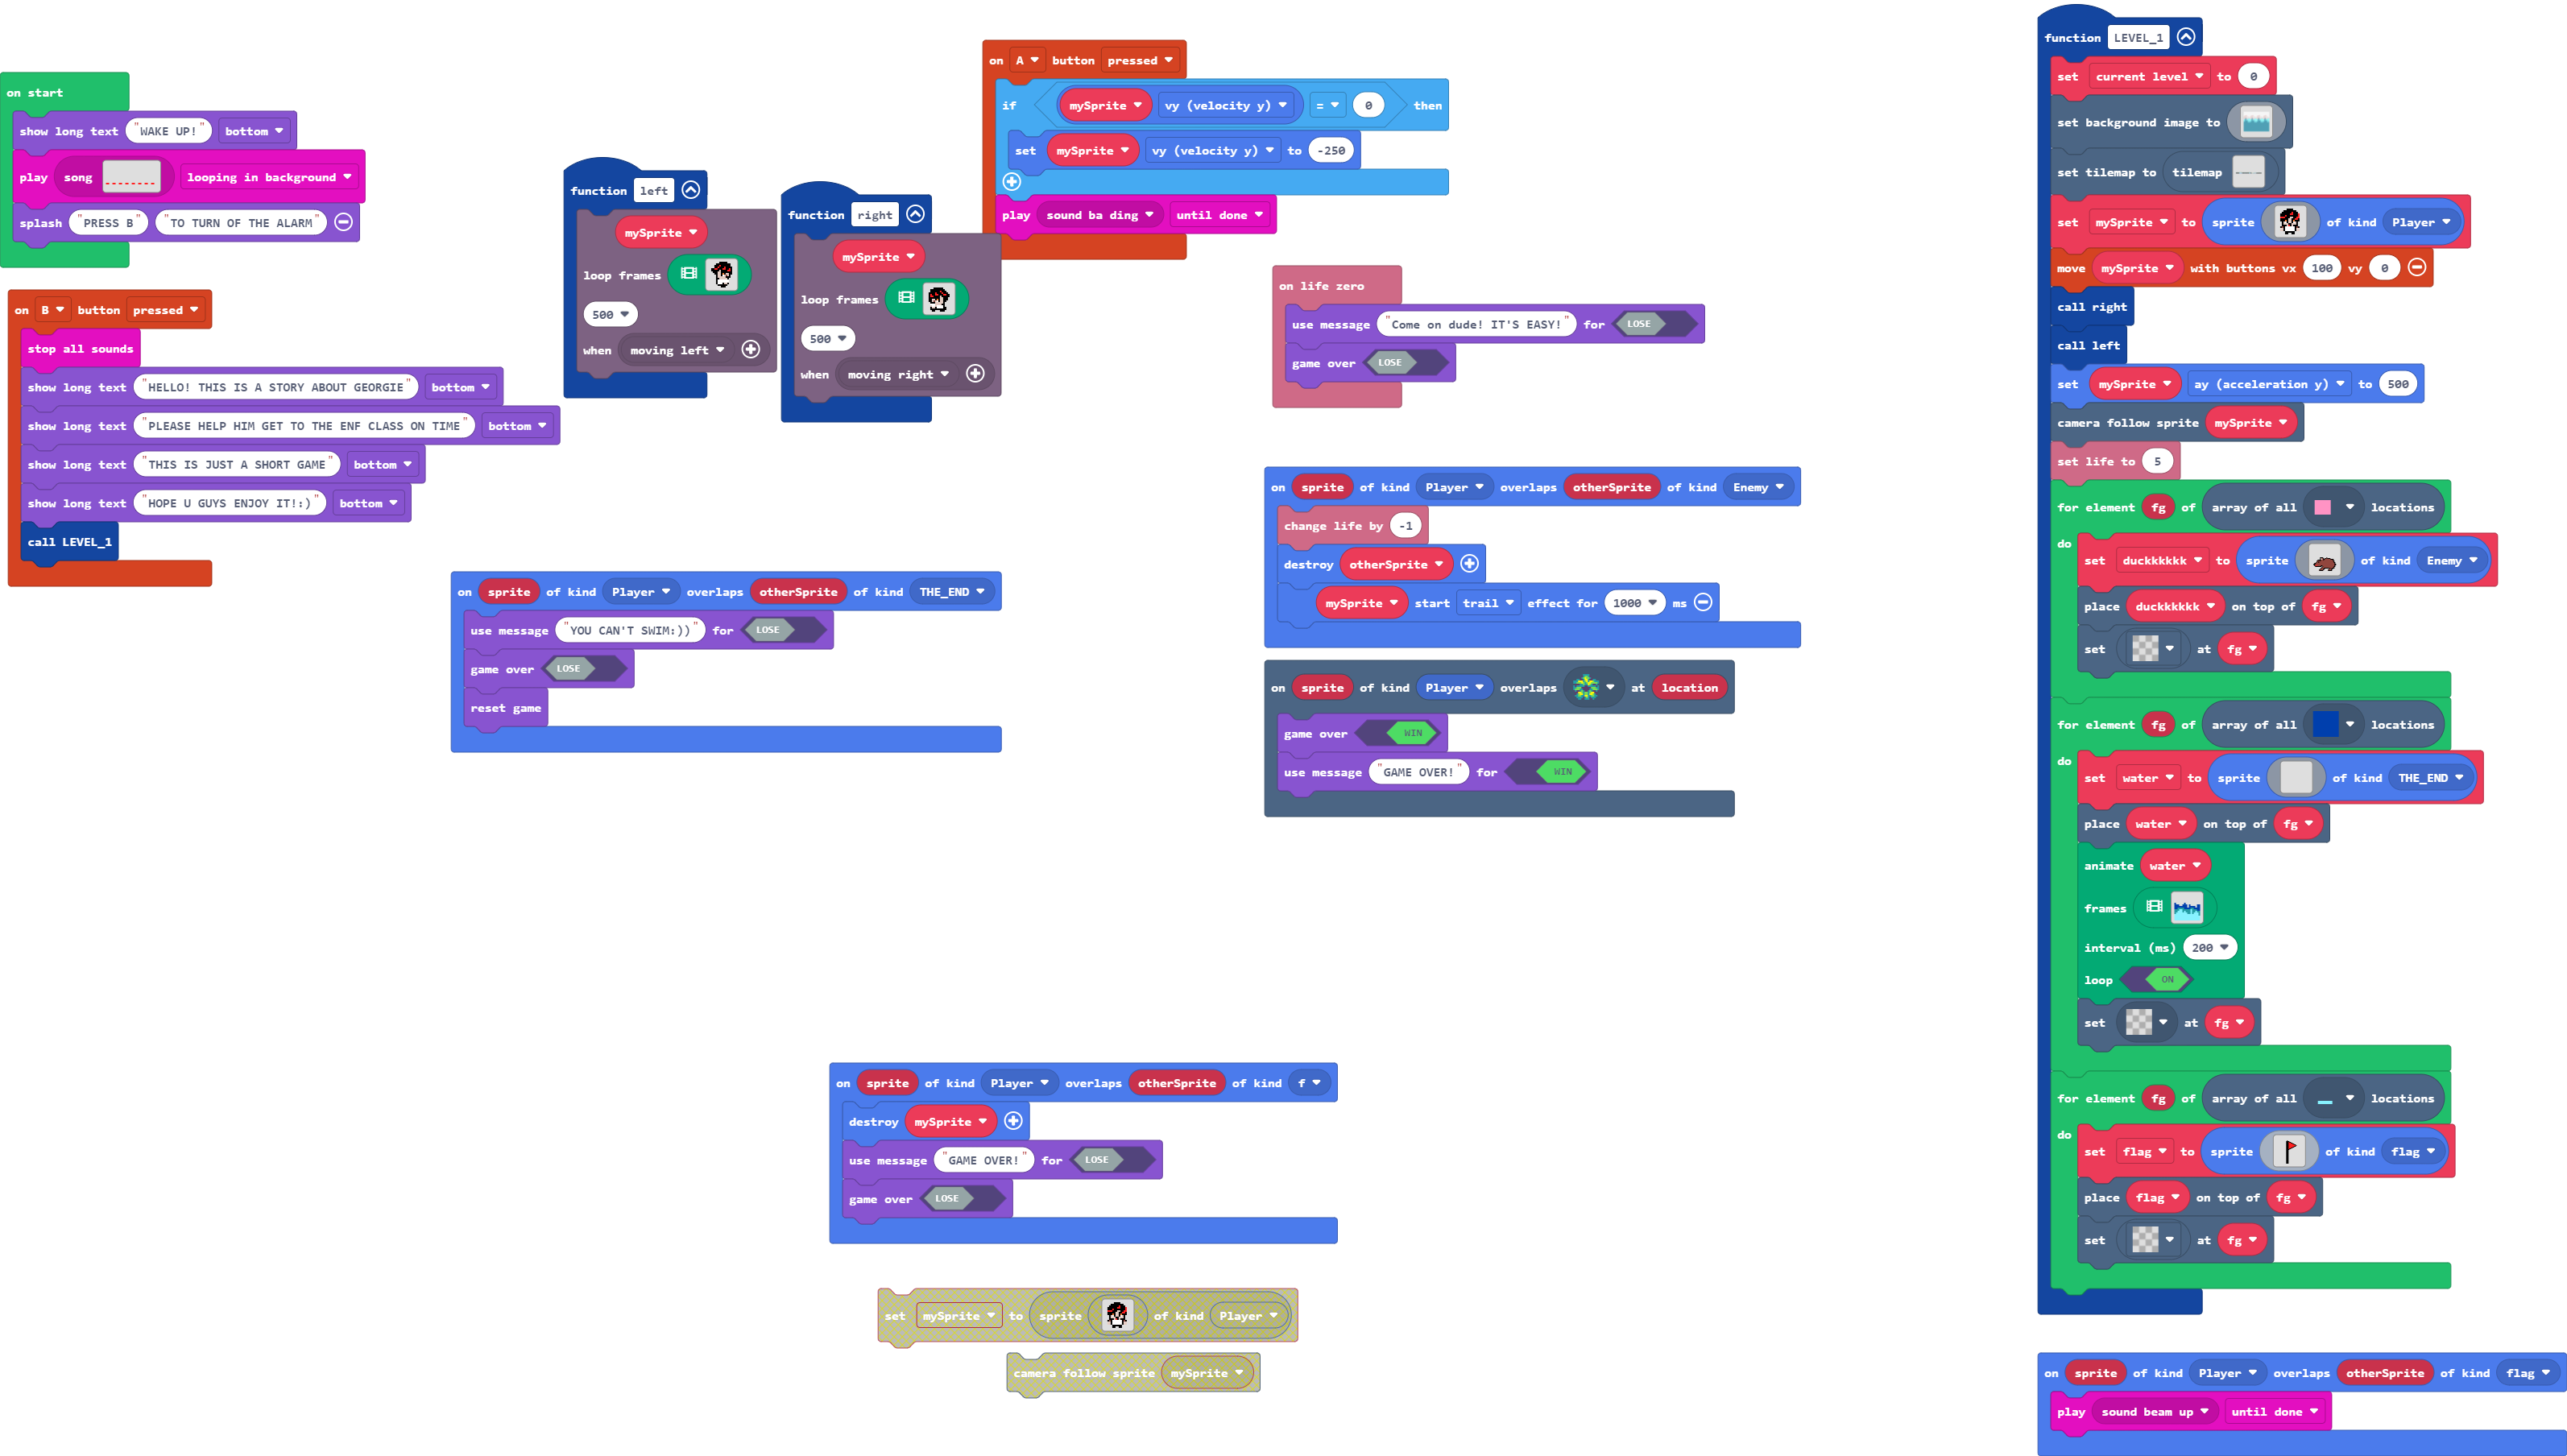 on start
show long text "WAKE UP!" bottom
play song looping in background
splash "PRESS B" "TO TURN OF THE ALARM"
on B button pressed
stop all sounds
show long text "HELLO! THIS IS A STORY ABOUT GEORGIE" bottom
show long text "PLEASE HELP HIM GET TO THE ENF CLASS ON TIME" bottom
show long text "THIS IS JUST A SHORT GAME" bottom
show long text "HOPE U GUYS ENJOY IT!:)" bottom
call LEVEL_1
function left
mySprite
loop frames
500
when moving left
function right
mySprite
loop frames
500
when moving right
on A button pressed
if mySprite vy (velocity y) = 0 then
set mySprite vy (velocity y) to -250
play sound ba ding until done
on life zero
use message "Come on dude! IT'S EASY!" for LOSE
game over LOSE
on sprite of kind Player overlaps otherSprite of kind Enemy
change life by -1
destroy otherSprite
mySprite start trail effect for 1000 ms
on sprite of kind Player overlaps at location
game over WIN
use message "GAME OVER!" for WIN
on sprite of kind Player overlaps otherSprite of kind THE_END
use message "YOU CAN'T SWIM:))" for LOSE
game over LOSE
reset game
on sprite of kind Player overlaps otherSprite of kind f
destroy mySprite
use message "GAME OVER!" for LOSE
game over LOSE
set mySprite to sprite of kind Player
camera follow sprite mySprite
function LEVEL_1
set current level to 0
set background image to
set tilemap to tilemap
set mySprite to sprite of kind Player
move mySprite with buttons vx 100 vy 0
call right
call left
set mySprite ay (acceleration y) to 500
camera follow sprite mySprite
set life to 5
for element fg of array of all locations
do
set duckkkkkk to sprite of kind Enemy
place duckkkkkk on top of fg
set at fg
for element fg of array of all locations
do
set water to sprite of kind THE_END
place water on top of fg
animate water
frames
interval (ms) 200
loop ON
set at fg
for element fg of array of all locations
do
set flag to sprite of kind flag
place flag on top of fg
set at fg
on sprite of kind Player overlaps otherSprite of kind flag
play sound beam up until done